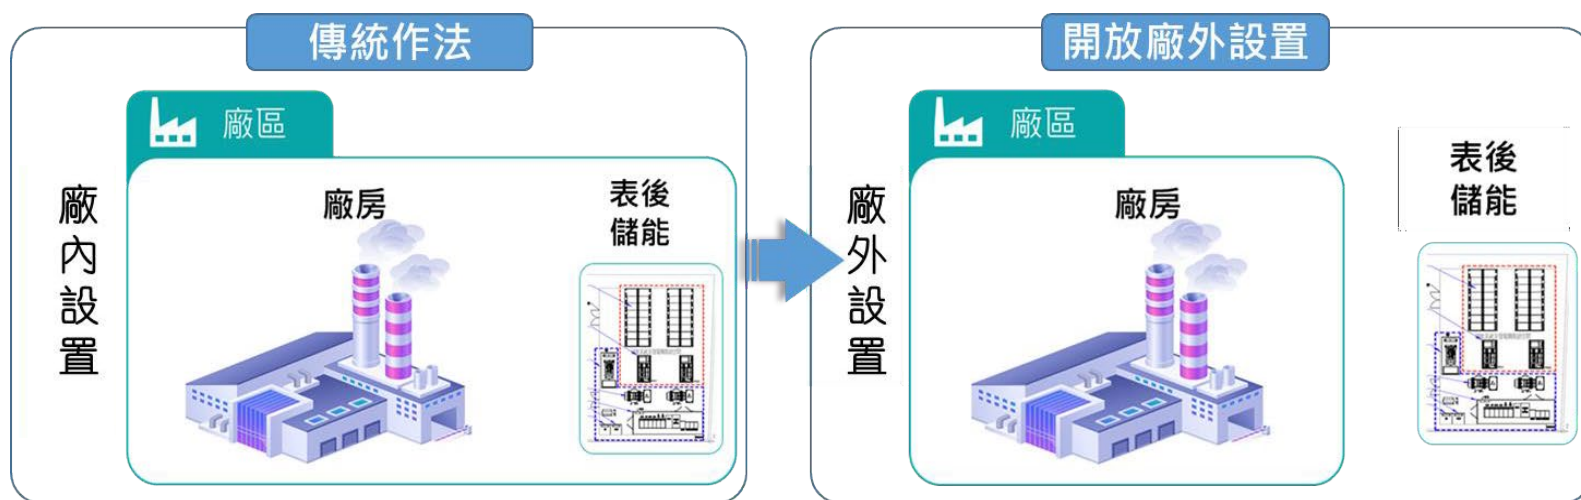 傳統作法
廠區
廠內設置
廠房
表後
儲能
開放廠外設置
廠區
廠外設置
廠房
表後
儲能